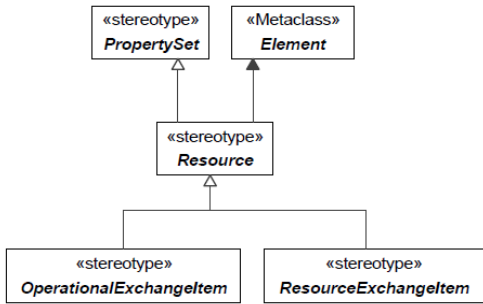 «stereotype»
PropertySet
«Metaclass»
Element
«stereotype»
Resource
«stereotype»
OperationalExchangeItem
«stereotype»
ResourceExchangeItem